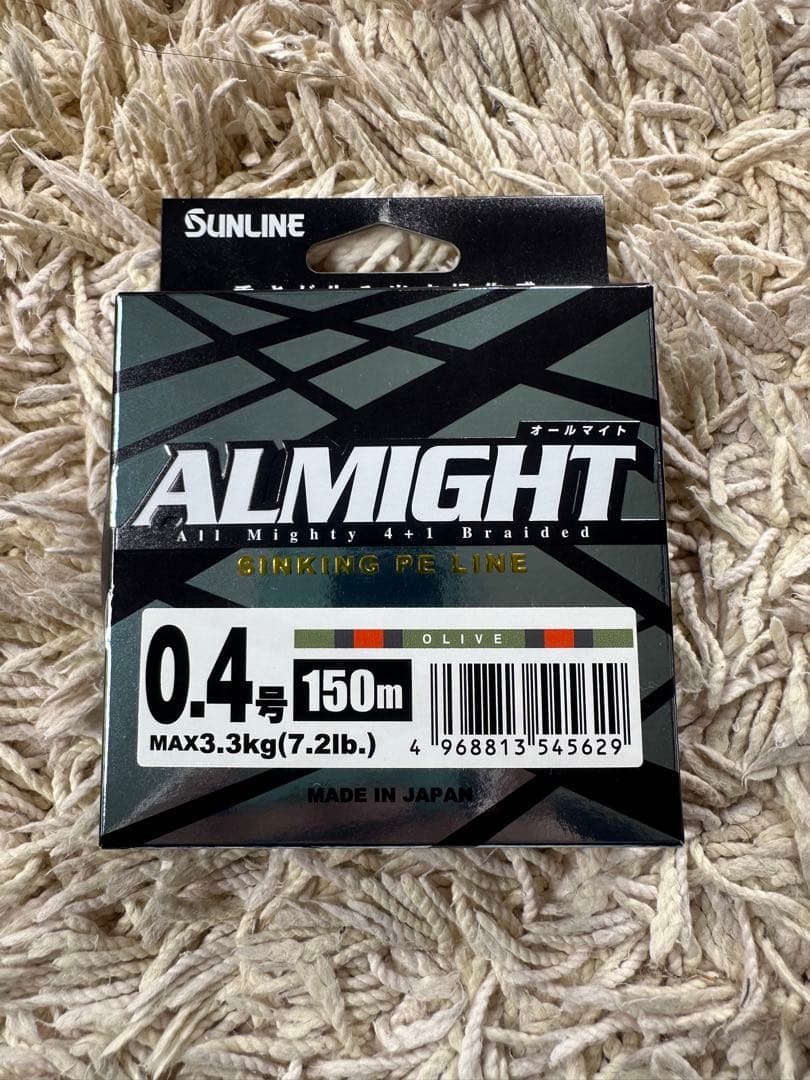 SUNLINE
オールマイト
ALMIGHT
All Mighty 4+1 Braided
SINKING PE LINE
0.4号 150m OLIVE
MAX3.3kg(7.2lb.) 4 968813 545629
MADE IN JAPAN